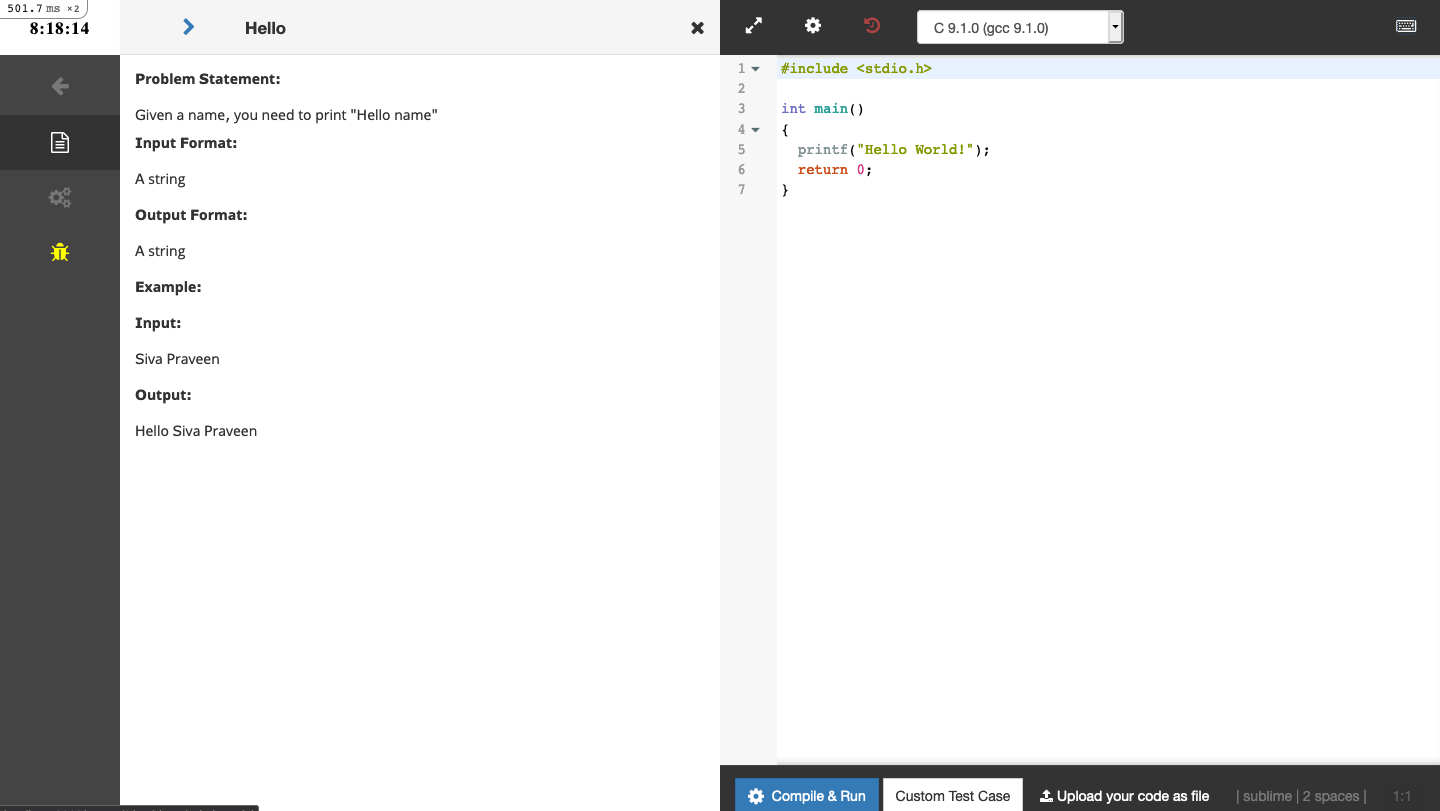 501.7 ms ×2
8:18:14
Hello
C 9.1.0 (gcc 9.1.0)
Problem Statement:
Given a name, you need to print "Hello name"
Input Format:
A string
Output Format:
A string
Example:
Input:
Siva Praveen
Output:
Hello Siva Praveen
1 #include <stdio.h>
2
3 int main()
4 {
5   printf("Hello World!");
6   return 0;
7 }
Compile & Run
Custom Test Case
Upload your code as file
| sublime | 2 spaces |
1:1